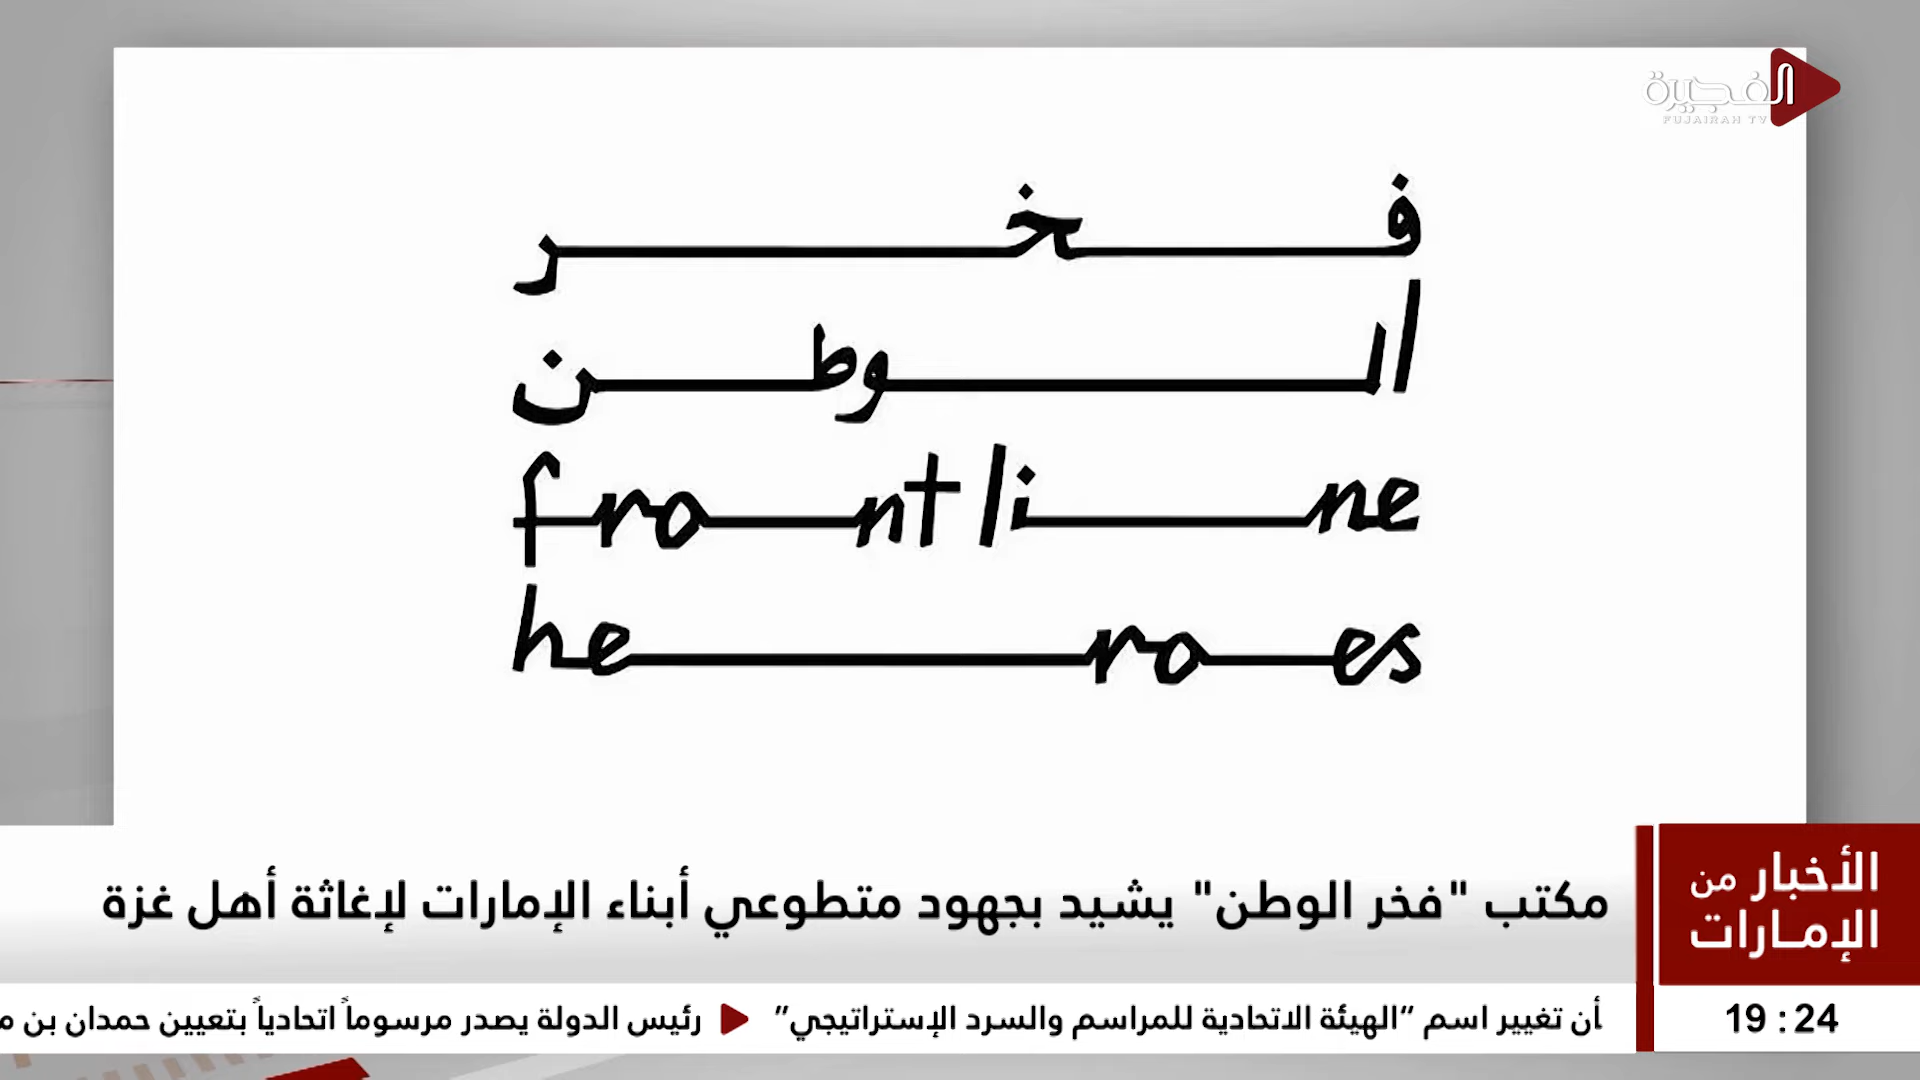 الفجيرة
FUJAIRAH TV
فخر
الوطن
frontline
heroes
الأخبار من
الإمارات
مكتب "فخر الوطن" يشيد بجهود متطوعي أبناء الإمارات لإغاثة أهل غزة
أن تغيير اسم "الهيئة الاتحادية للمراسم والسرد الإستراتيجي" رئيس الدولة يصدر مرسوماً اتحادياً بتعيين حمدان بن
19 : 24